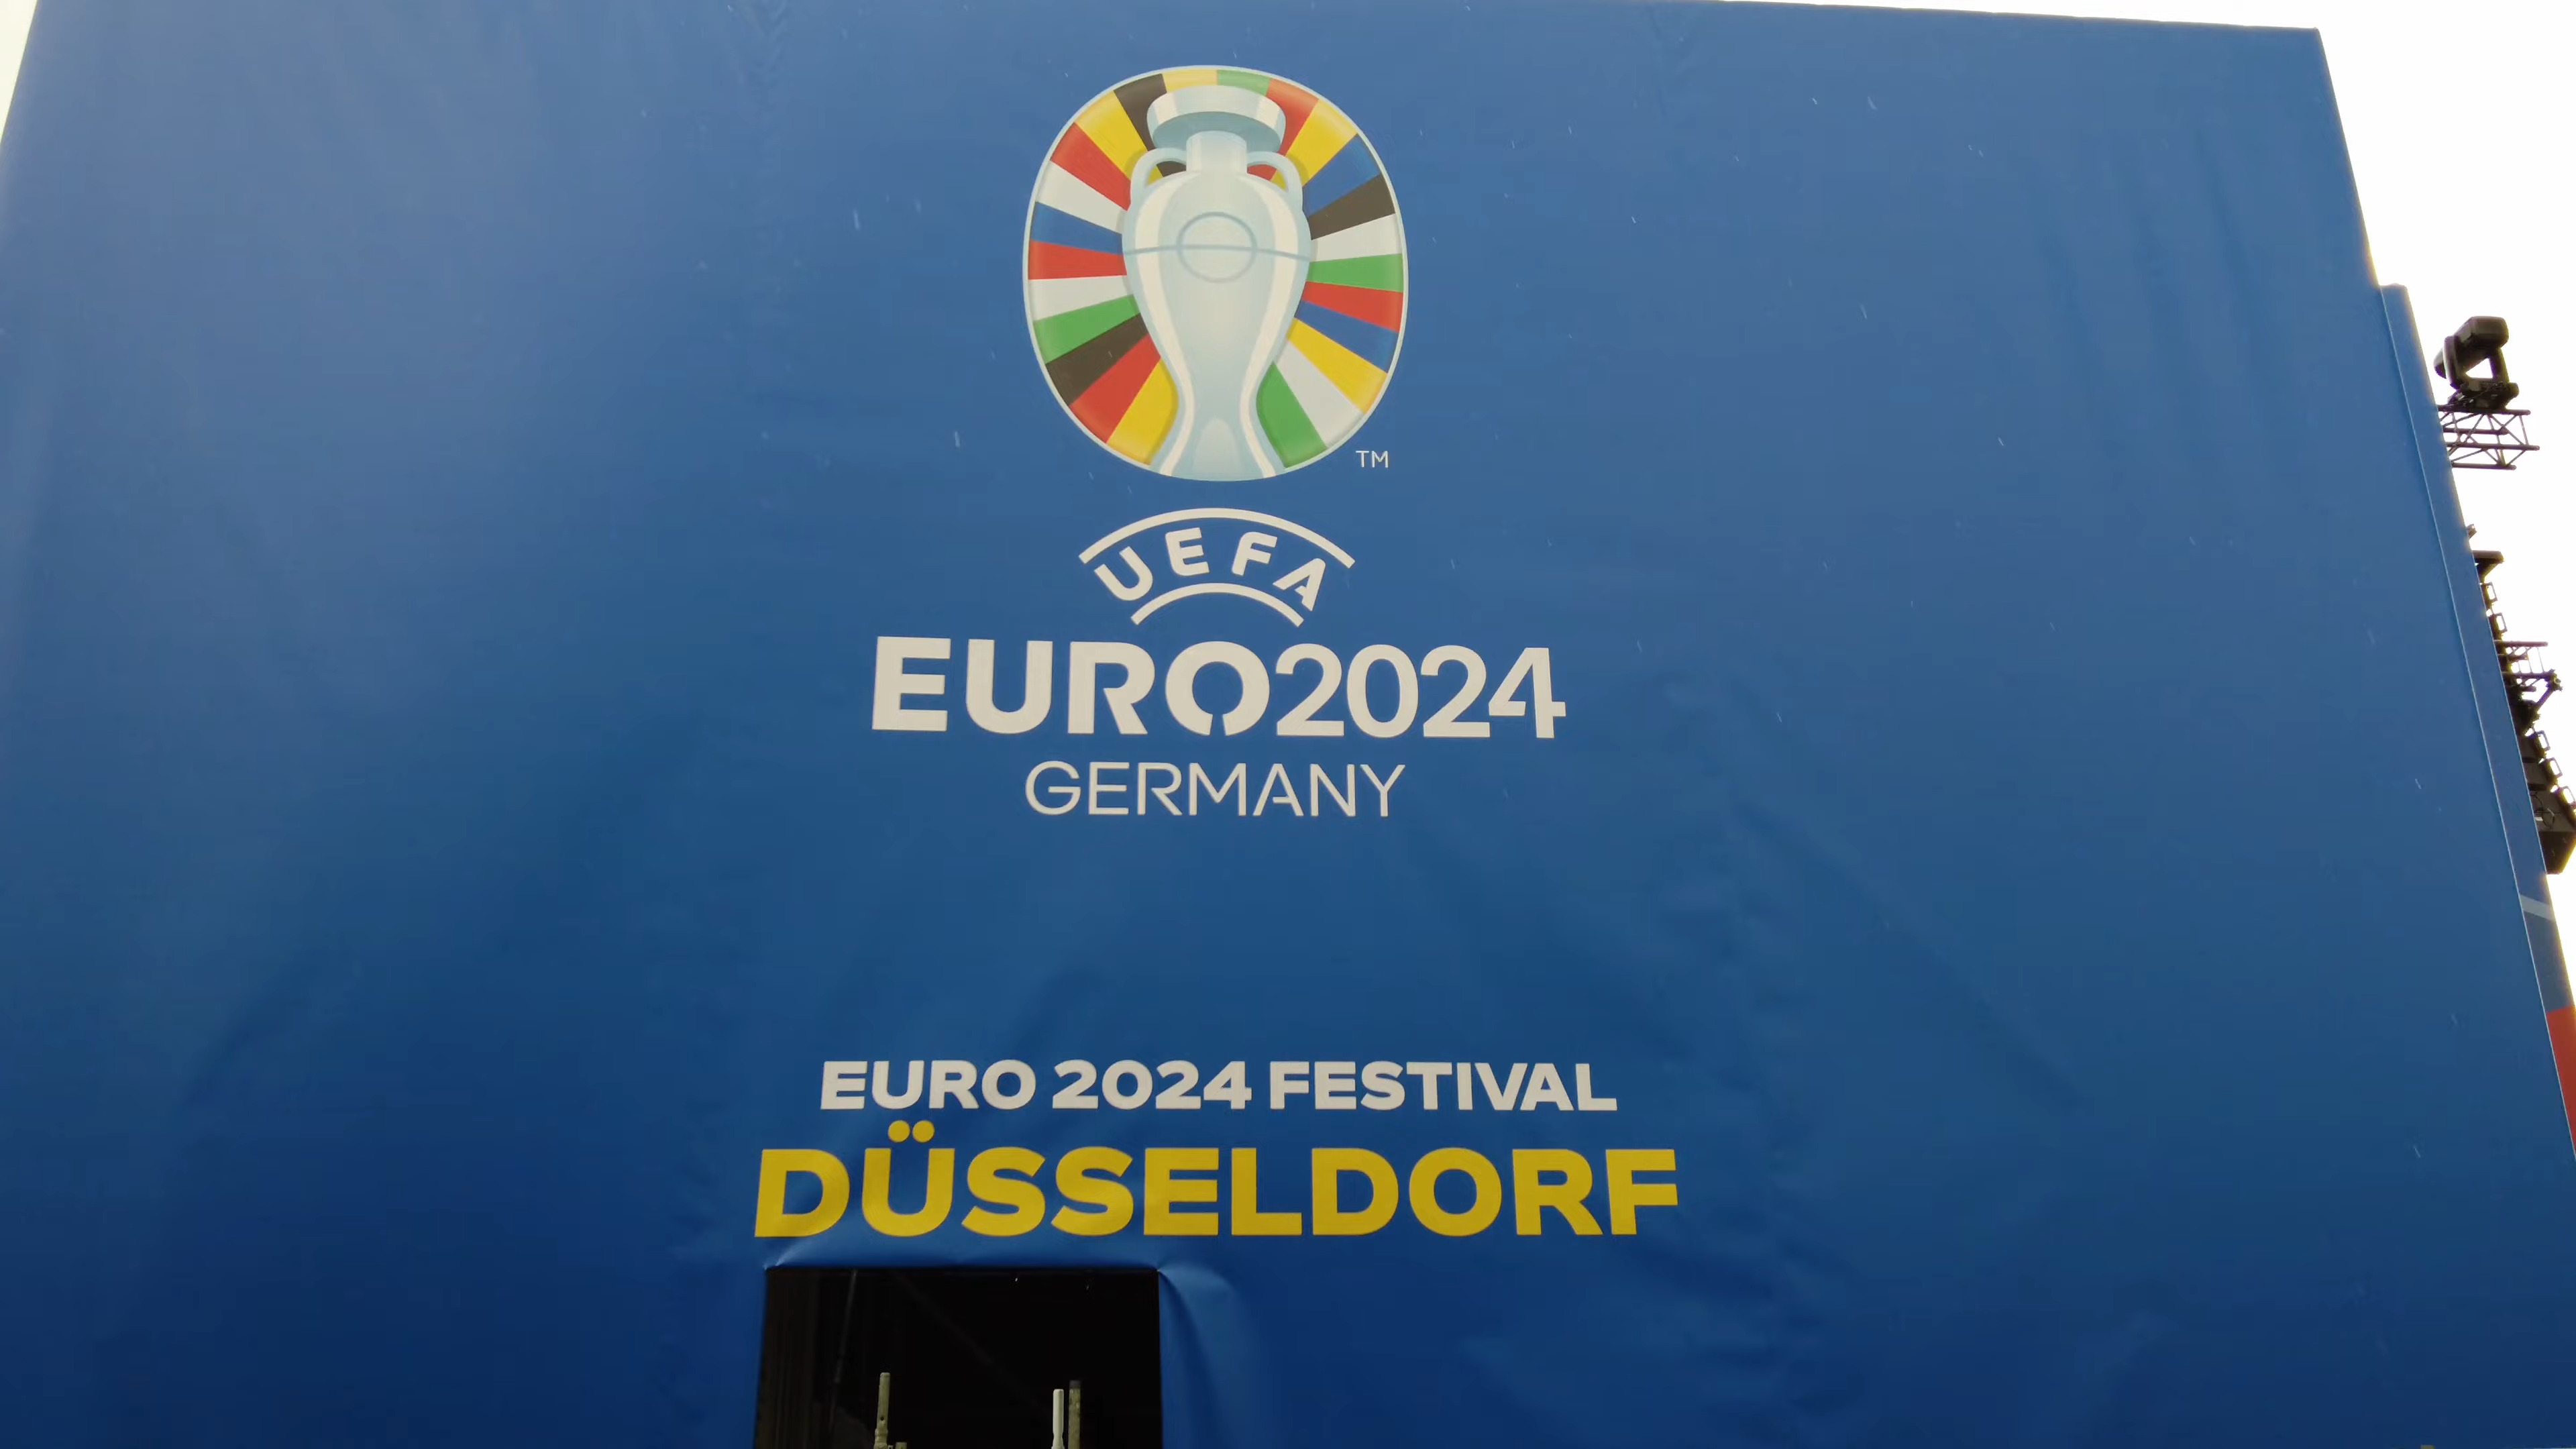 TM
UEFA
EURO2024
GERMANY
EURO 2024 FESTIVAL
DÜSSELDORF